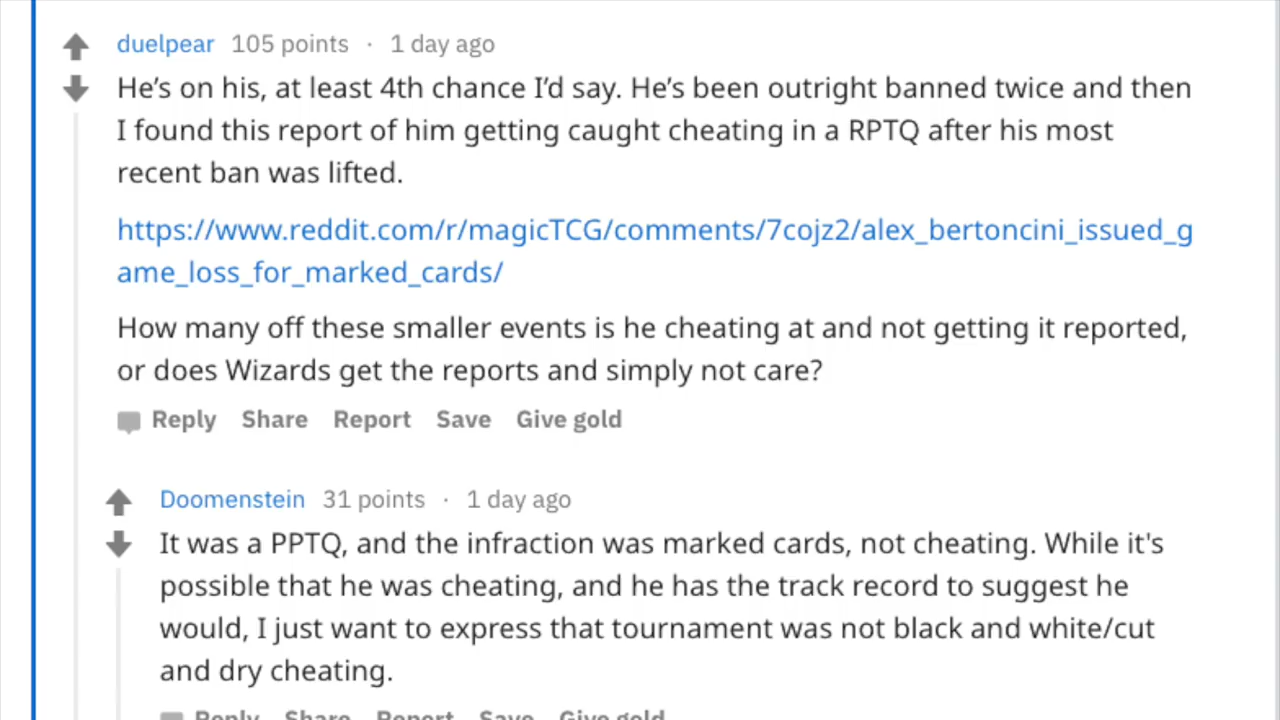 duelpear 105 points · 1 day ago
He’s on his, at least 4th chance I’d say. He’s been outright banned twice and then
I found this report of him getting caught cheating in a RPTQ after his most
recent ban was lifted.
https://www.reddit.com/r/magicTCG/comments/7cojz2/alex_bertoncini_issued_g
ame_loss_for_marked_cards/
How many off these smaller events is he cheating at and not getting it reported,
or does Wizards get the reports and simply not care?
Reply Share Report Save Give gold
Doomenstein 31 points · 1 day ago
It was a PPTQ, and the infraction was marked cards, not cheating. While it's
possible that he was cheating, and he has the track record to suggest he
would, I just want to express that tournament was not black and white/cut
and dry cheating.
Reply Share Report Save Give gold